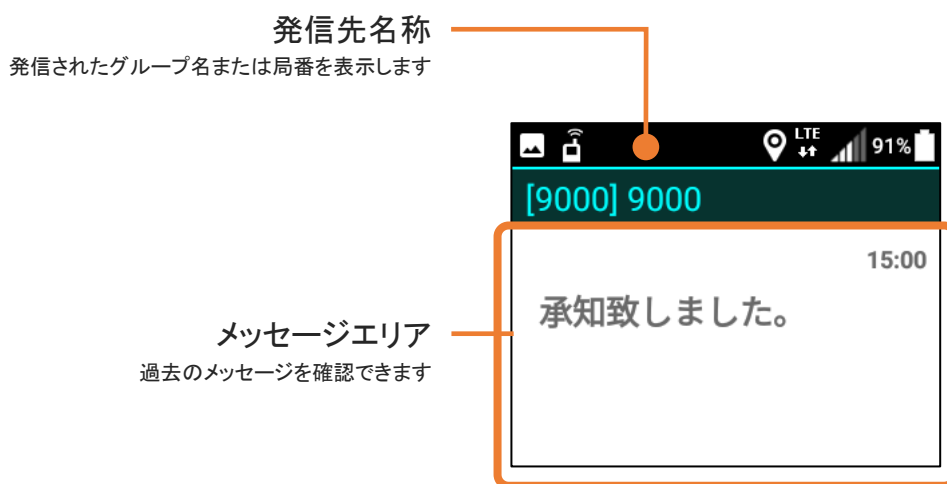 発信先名称
発信されたグループ名または局番を表示します
LTE
91%
[9000] 9000
15:00
承知致しました。
メッセージエリア
過去のメッセージを確認できます